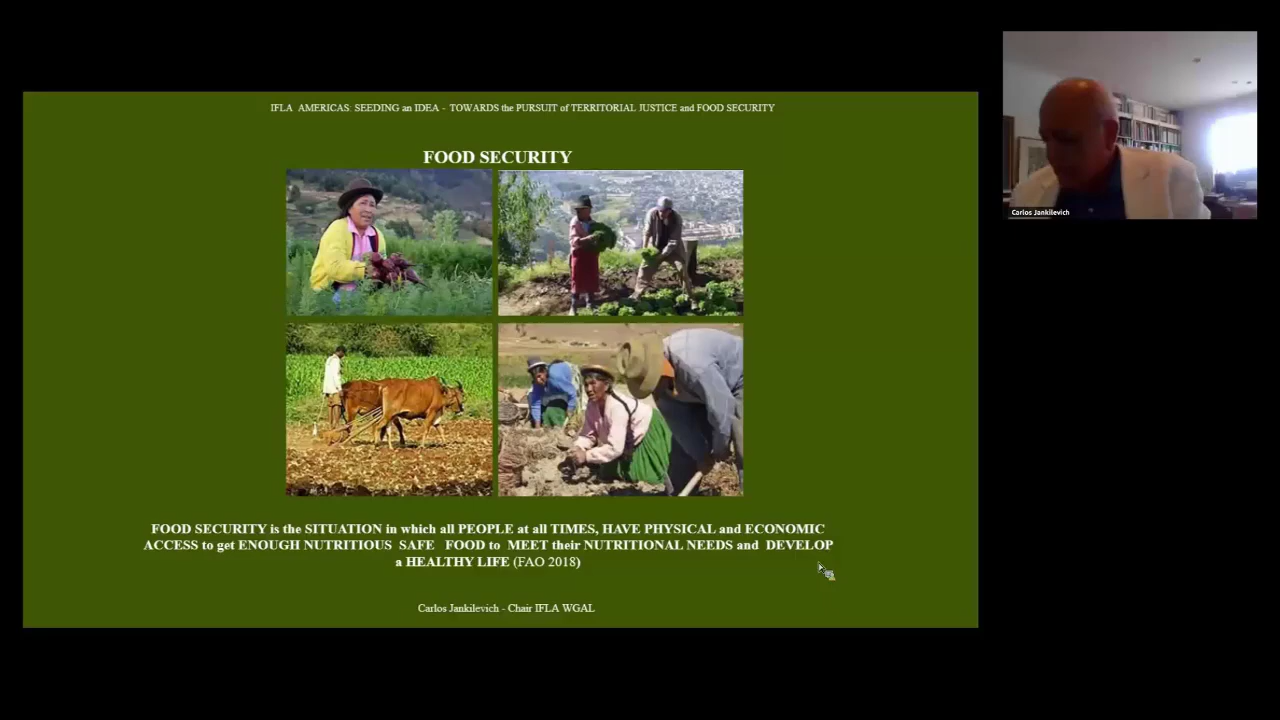 IFLA AMERICAS: SEEDING an IDEA - TOWARDS the PURSUIT of TERRITORIAL JUSTICE and FOOD SECURITY
Carlos Jankilevich
FOOD SECURITY
FOOD SECURITY is the SITUATION in which all PEOPLE at all TIMES, HAVE PHYSICAL and ECONOMIC
ACCESS to get ENOUGH NUTRITIOUS SAFE FOOD to MEET their NUTRITIONAL NEEDS and DEVELOP
a HEALTHY LIFE (FAO 2018)
Carlos Jankilevich - Chair IFLA WGAL